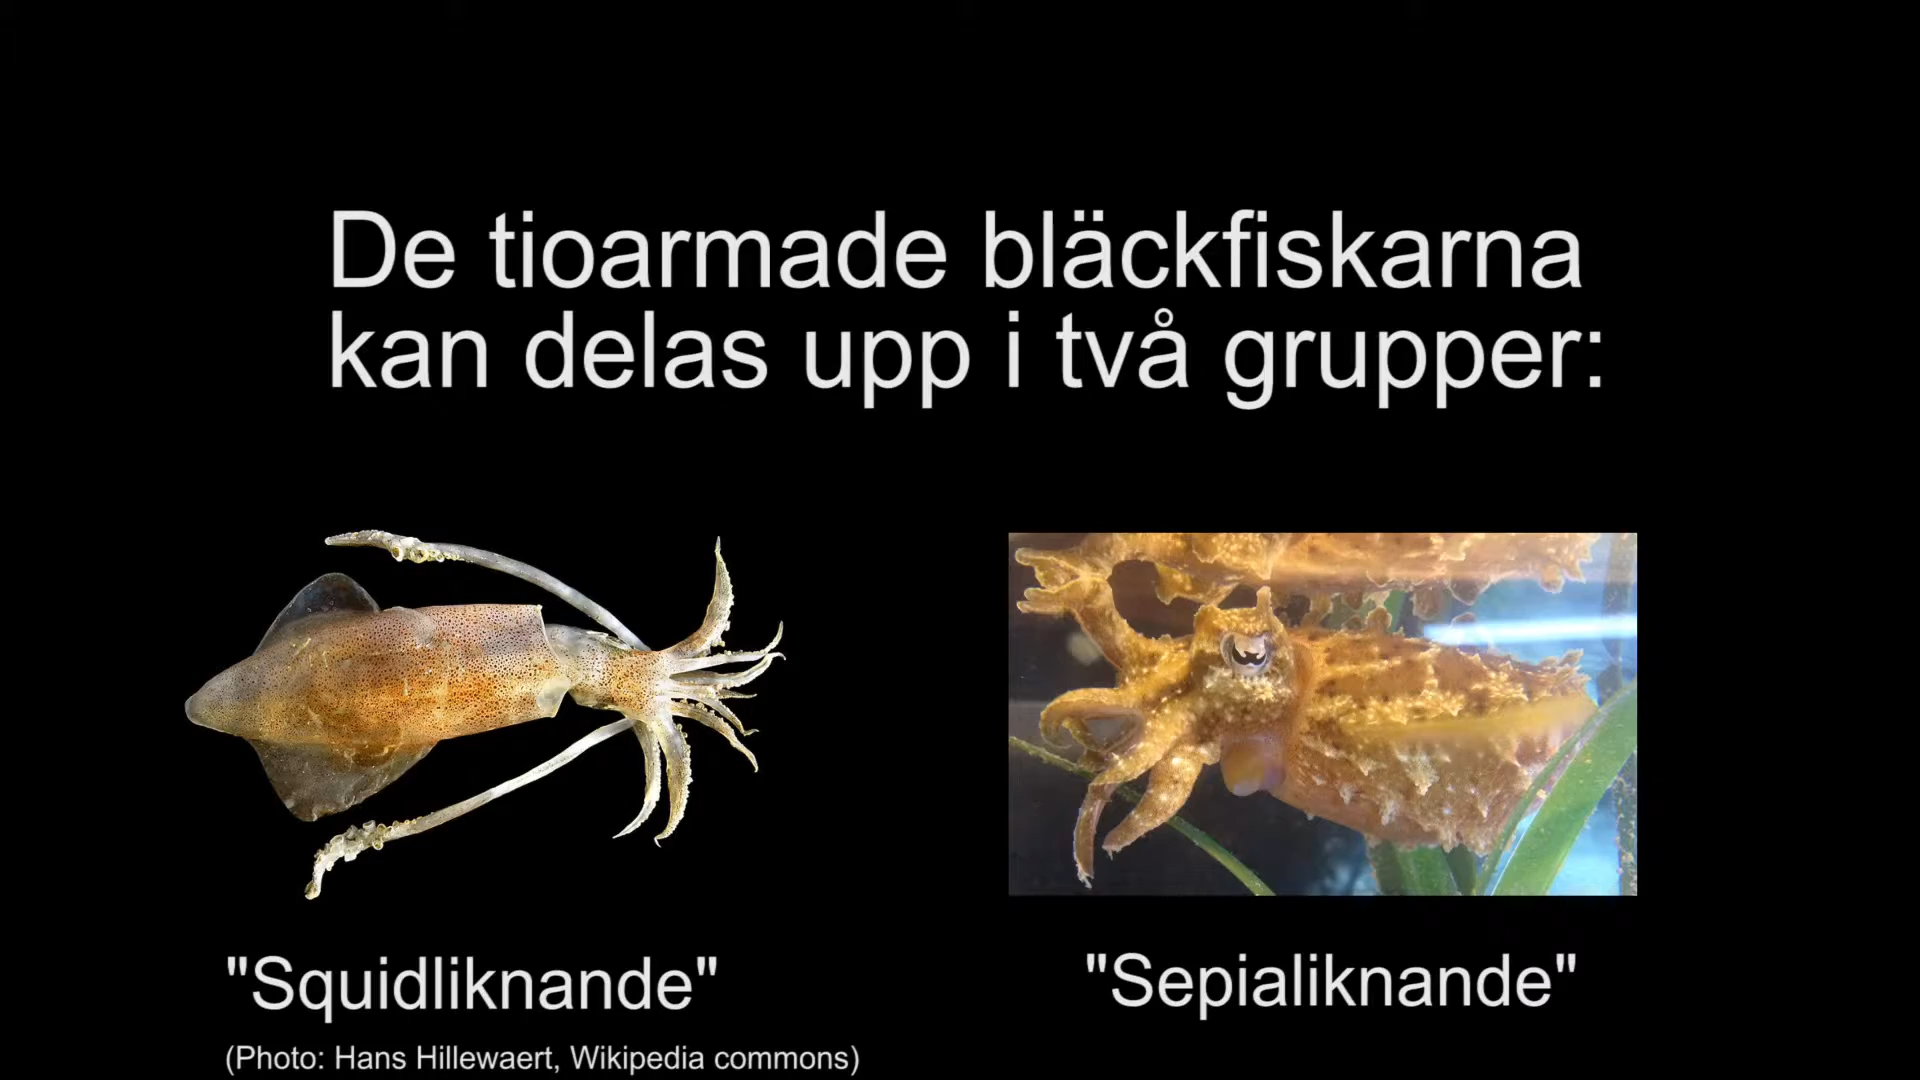 De tioarmade bläckfiskarna
kan delas upp i två grupper:
"Squidliknande"
"Sepialiknande"
(Photo: Hans Hillewaert, Wikipedia commons)